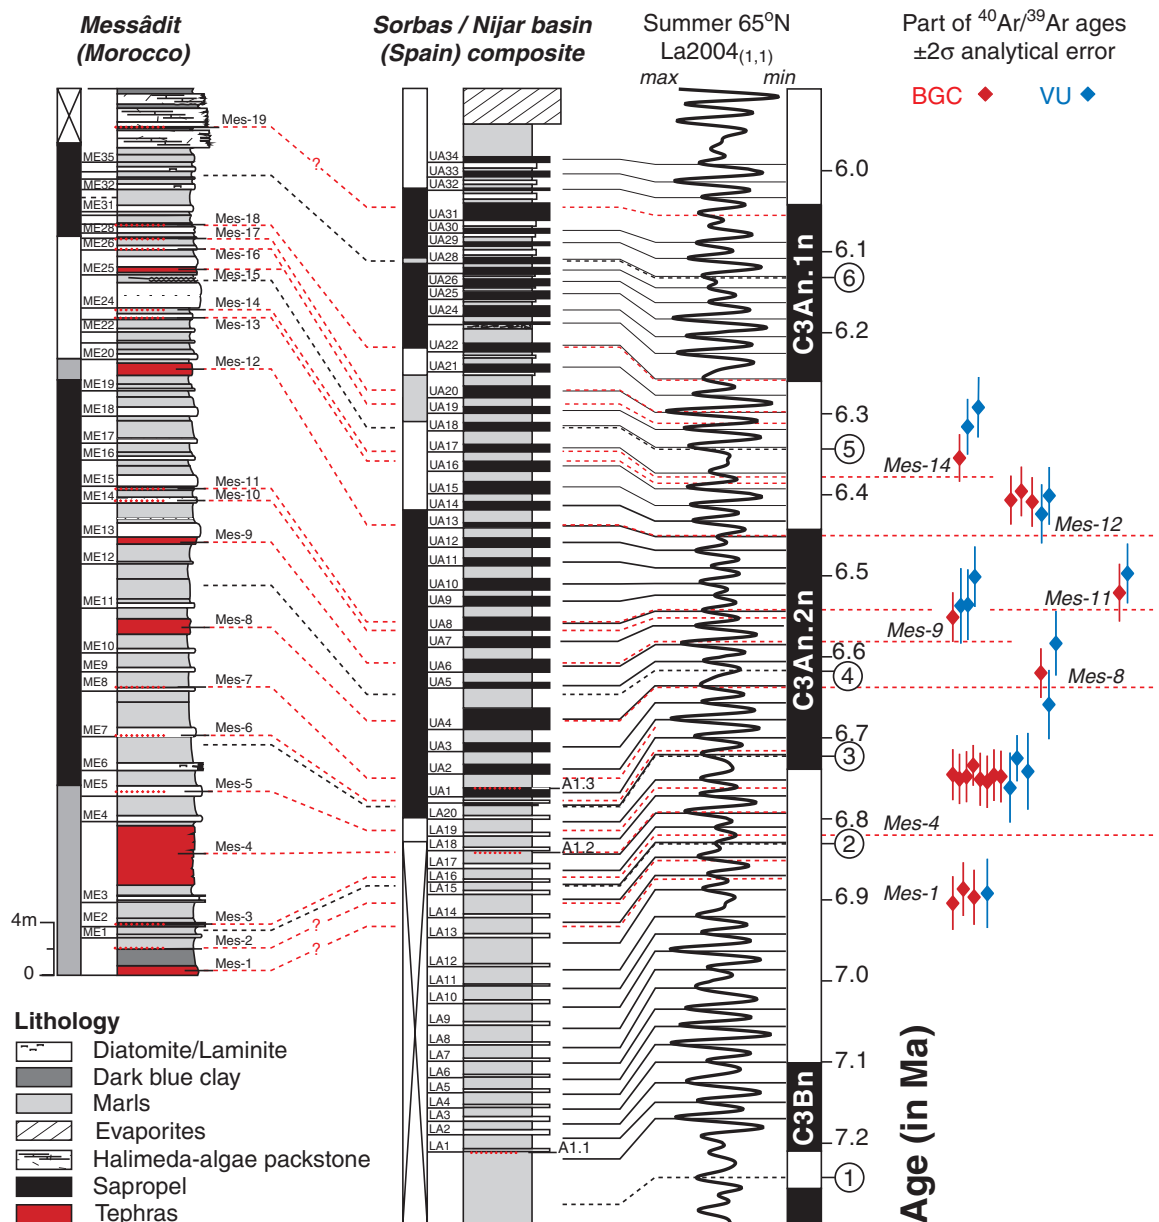 Messâdit
(Morocco)
Sorbas / Nijar basin
(Spain) composite
Summer 65°N
La2004(1,1)
max
min
Part of 40Ar/39Ar ages
±2σ analytical error
BGC
VU
ME35
ME32
ME31
ME28
ME26
ME25
ME24
ME22
ME20
ME19
ME18
ME17
ME16
ME15
ME14
ME13
ME12
ME11
ME10
ME9
ME8
ME7
ME6
ME5
ME4
ME3
ME2
ME1
4m
0
Mes-19
Mes-18
Mes-17
Mes-16
Mes-15
Mes-14
Mes-13
Mes-12
Mes-11
Mes-10
Mes-9
Mes-8
Mes-7
Mes-6
Mes-5
Mes-4
Mes-3
Mes-2
Mes-1
?
?
?
UA34
UA33
UA32
UA31
UA30
UA29
UA28
UA26
UA25
UA24
UA22
UA21
UA20
UA19
UA18
UA17
UA16
UA15
UA14
UA13
UA12
UA11
UA10
UA9
UA8
UA7
UA6
UA5
UA4
UA3
UA2
UA1
LA20
LA19
LA18
LA17
LA16
LA15
LA14
LA13
LA12
LA11
LA10
LA9
LA8
LA7
LA6
LA5
LA4
LA3
LA2
LA1
A1.3
A1.2
A1.1
C3An.1n
C3An.2n
C3Bn
6.0
6.1
6
6.2
6.3
5
6.4
6.5
6.6
4
6.7
3
6.8
2
6.9
7.0
7.1
7.2
1
Age (in Ma)
Mes-14
Mes-12
Mes-11
Mes-9
Mes-8
Mes-4
Mes-1
Lithology
Diatomite/Laminite
Dark blue clay
Marls
Evaporites
Halimeda-algae packstone
Sapropel
Tephras